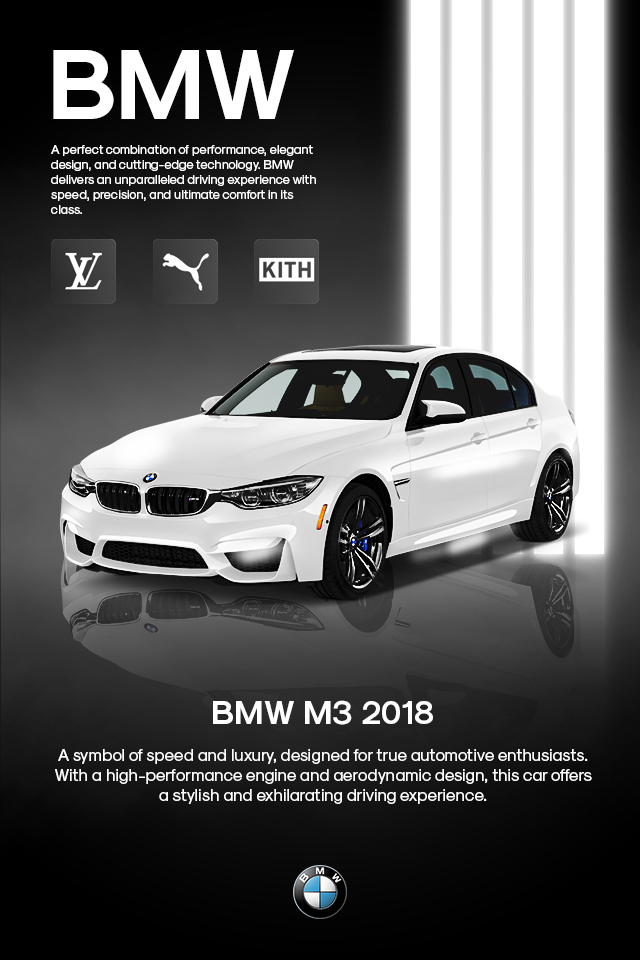 BMW
A perfect combination of performance, elegant
design, and cutting-edge technology. BMW
delivers an unparalleled driving experience with
speed, precision, and ultimate comfort in its
class.
LV
KITH
BMW M3 2018
A symbol of speed and luxury, designed for true automotive enthusiasts.
With a high-performance engine and aerodynamic design, this car offers
a stylish and exhilarating driving experience.
BMW